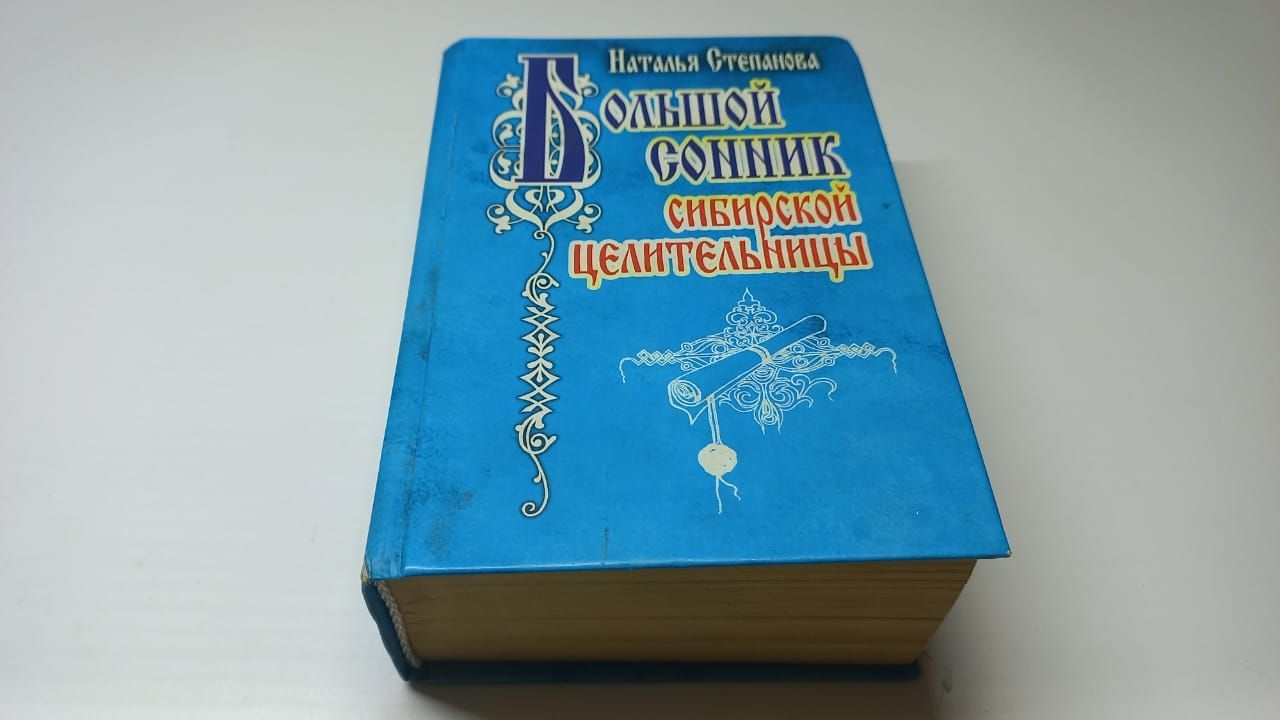 Наталья Степанова
Большой
сонник
сибирской
целительницы